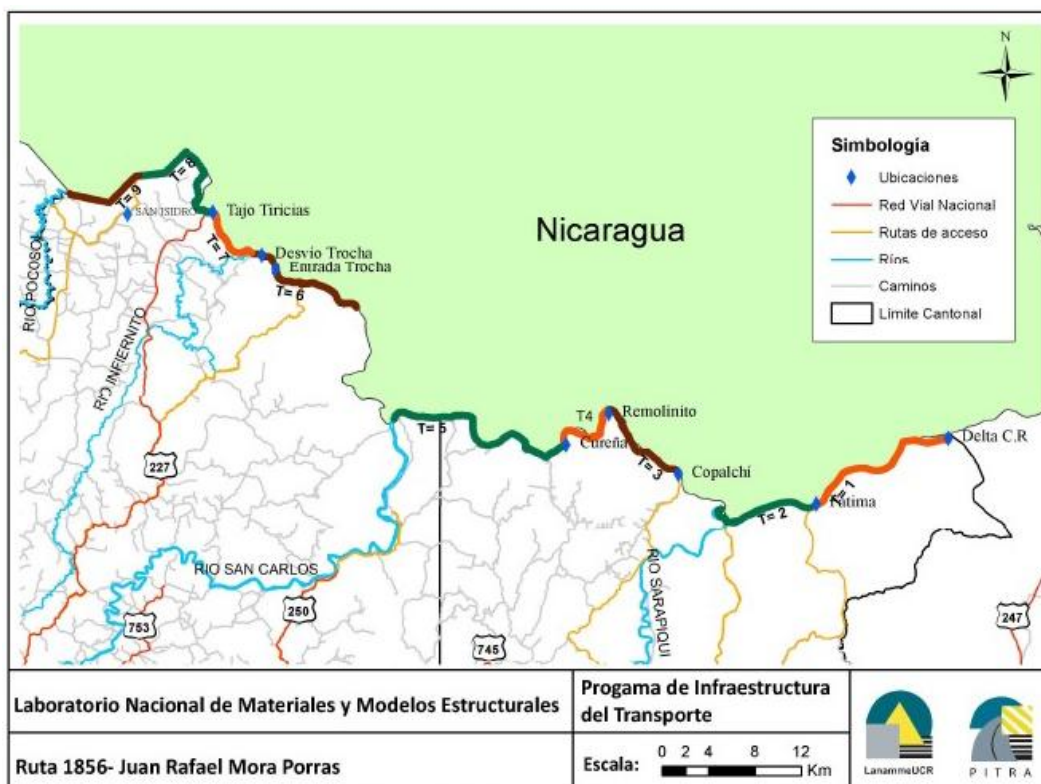 N
Simbología
Ubicaciones
Red Vial Nacional
Rutas de acceso
Ríos
Caminos
Límite Cantonal
Nicaragua
T= 8
T= 9
SAN ISIDRO
Tajo Tiricias
T= 7
Desvío Trocha
Entrada Trocha
T= 6
RIO POCOSOL
RIO INFIERNITO
T= 5
T4
Remolinito
Cureña
T= 3
Copalchí
Delta C.R
T= 1
Fátima
T= 2
227
RIO SAN CARLOS
RIO SARAPIQUI
753
250
745
247
Laboratorio Nacional de Materiales y Modelos Estructurales
Progama de Infraestructura
del Transporte
Ruta 1856- Juan Rafael Mora Porras
Escala:
0 2 4 8 12
Km
LanammeUCR
PITRA